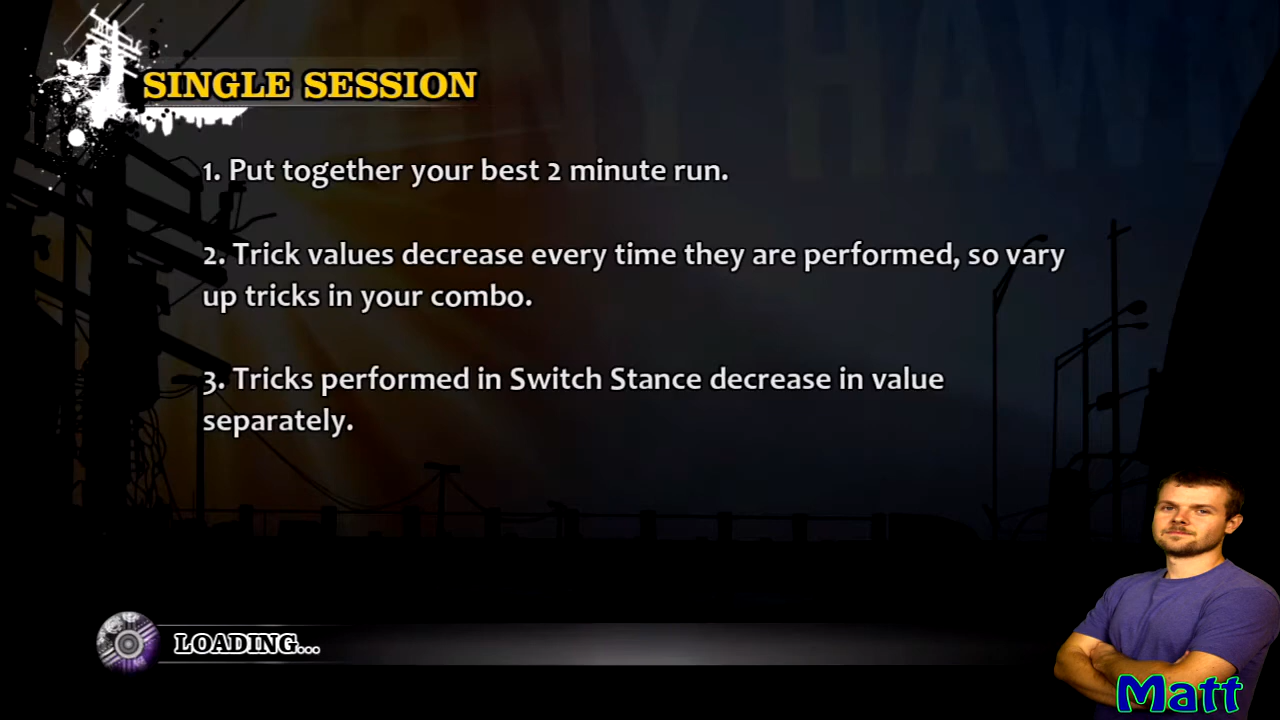 SINGLE SESSION
1. Put together your best 2 minute run.
2. Trick values decrease every time they are performed, so vary
up tricks in your combo.
3. Tricks performed in Switch Stance decrease in value
separately.
LOADING...
Matt